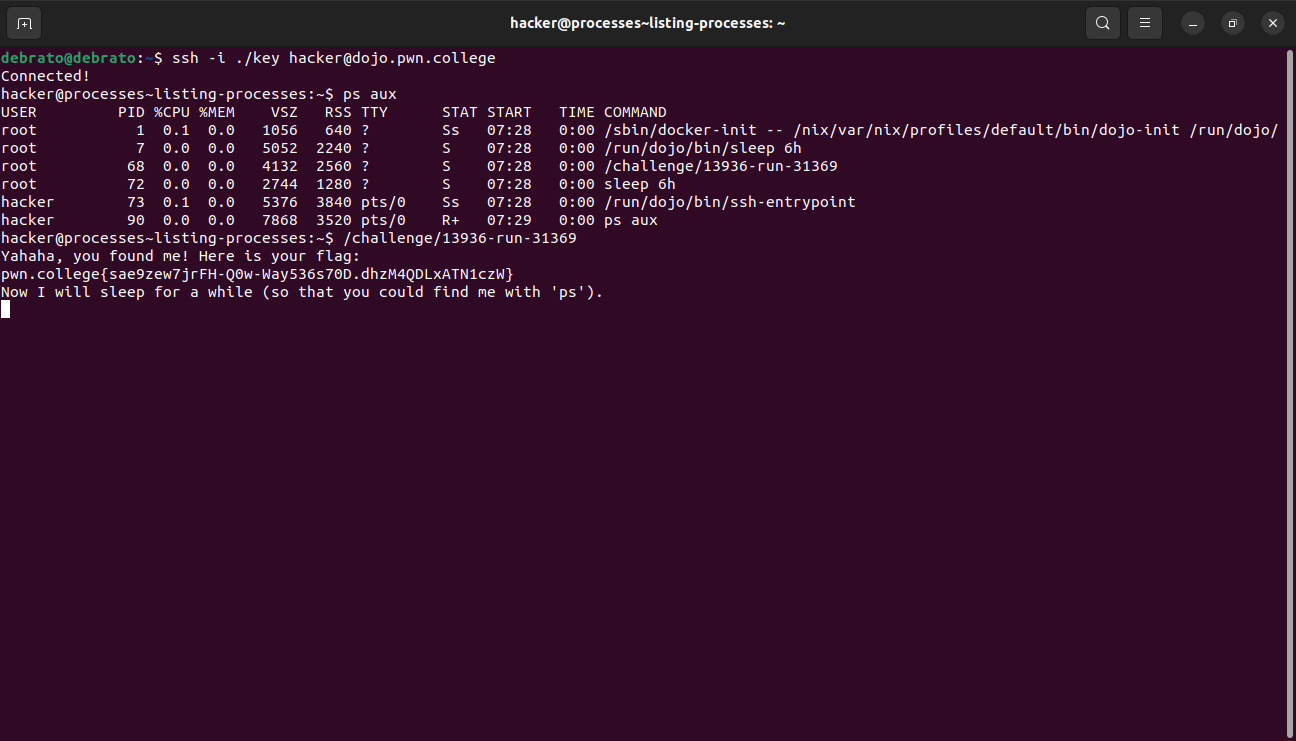 hacker@processes~listing-processes: ~
debrato@debrato:~$ ssh -i ./key hacker@dojo.pwn.college
Connected!
hacker@processes~listing-processes:~$ ps aux
USER         PID %CPU %MEM    VSZ   RSS TTY      STAT START   TIME COMMAND
root           1  0.1  0.0   1056   640 ?        Ss   07:28   0:00 /sbin/docker-init -- /nix/var/nix/profiles/default/bin/dojo-init /run/dojo/
root           7  0.0  0.0   5052  2240 ?        S    07:28   0:00 /run/dojo/bin/sleep 6h
root          68  0.0  0.0   4132  2560 ?        S    07:28   0:00 /challenge/13936-run-31369
root          72  0.0  0.0   2744  1280 ?        S    07:28   0:00 sleep 6h
hacker        73  0.1  0.0   5376  3840 pts/0    Ss   07:28   0:00 /run/dojo/bin/ssh-entrypoint
hacker        90  0.0  0.0   7868  3520 pts/0    R+   07:29   0:00 ps aux
hacker@processes~listing-processes:~$ /challenge/13936-run-31369
Yahaha, you found me! Here is your flag:
pwn.college{sae9zew7jrFH-Q0w-Way536s70D.dhzM4QDLxATN1czW}
Now I will sleep for a while (so that you could find me with 'ps').